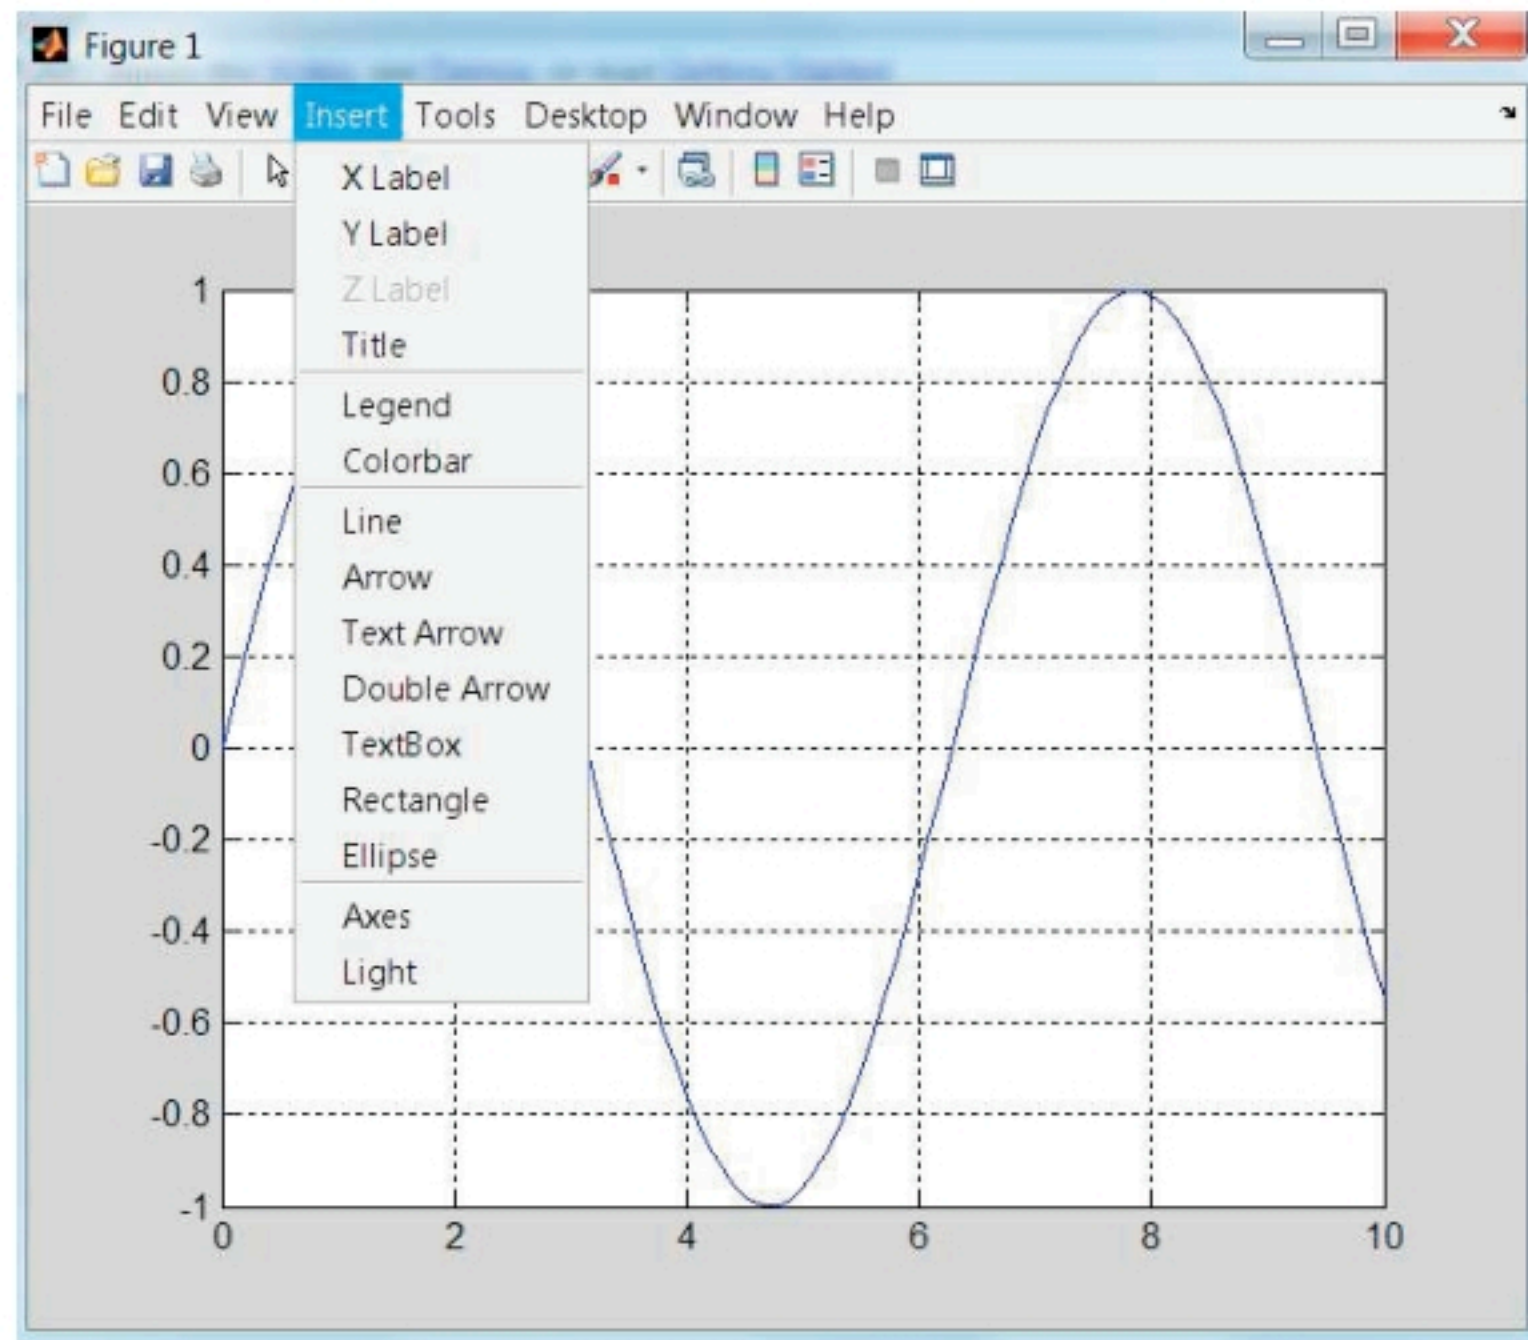 Figure 1
File Edit View Insert Tools Desktop Window Help
X Label
Y Label
Z Label
Title
Legend
Colorbar
Line
Arrow
Text Arrow
Double Arrow
TextBox
Rectangle
Ellipse
Axes
Light
1
0.8
0.6
0.4
0.2
0
-0.2
-0.4
-0.6
-0.8
-1
0 2 4 6 8 10